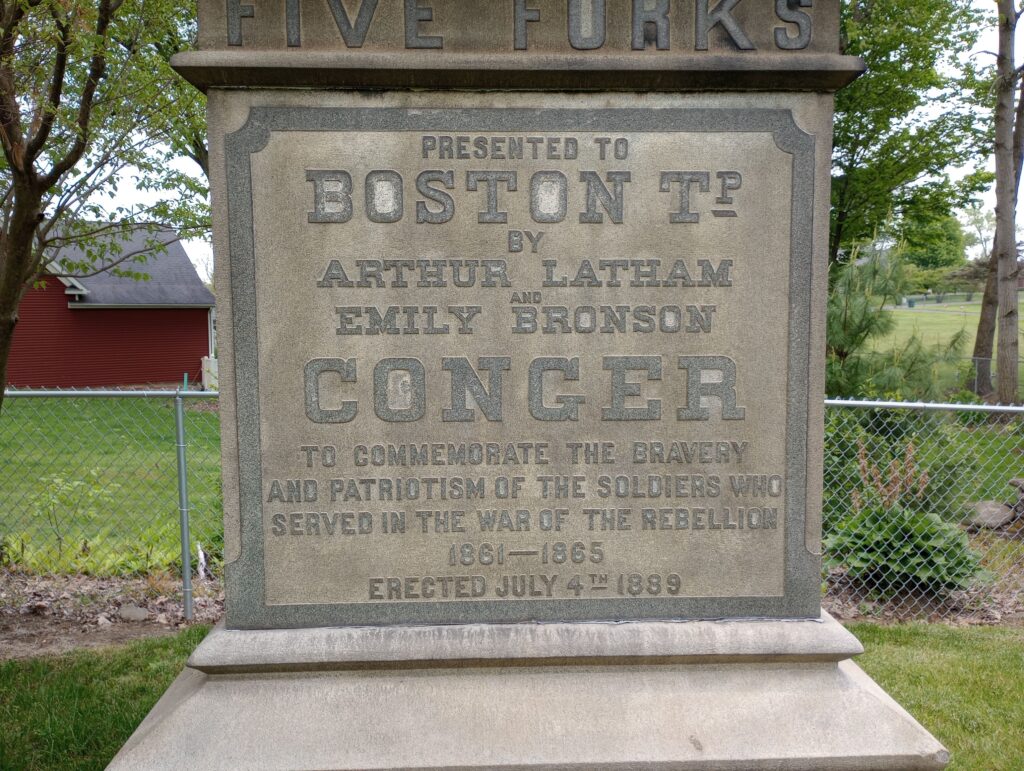 FIVE FORKS
PRESENTED TO
BOSTON TP
BY
ARTHUR LATHAM
AND
EMILY BRONSON
CONGER
TO COMMEMORATE THE BRAVERY
AND PATRIOTISM OF THE SOLDIERS WHO
SERVED IN THE WAR OF THE REBELLION
1861—1865
ERECTED JULY 4TH 1889